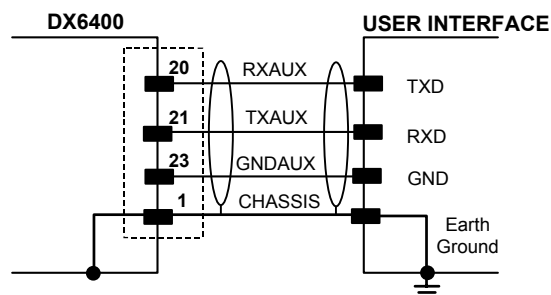 DX6400
USER INTERFACE
20
RXAUX
TXD
21
TXAUX
RXD
23
GNDAUX
GND
1
CHASSIS
Earth
Ground